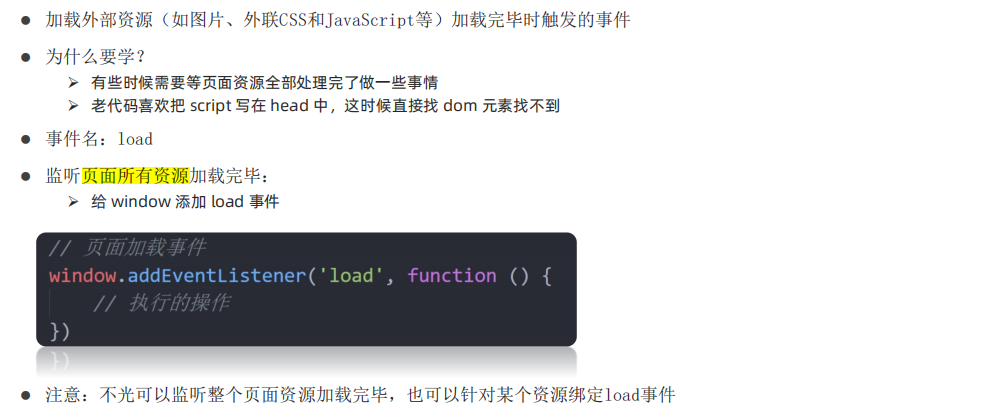 ● 加载外部资源（如图片、外联CSS和JavaScript等）加载完毕时触发的事件
● 为什么要学？
➢ 有些时候需要等页面资源全部处理完了做一些事情
➢ 老代码喜欢把 script 写在 head 中，这时候直接找 dom 元素找不到
● 事件名：load
● 监听页面所有资源加载完毕：
➢ 给 window 添加 load 事件
// 页面加载事件
window.addEventListener('load', function () {
// 执行的操作
})
● 注意：不光可以监听整个页面资源加载完毕，也可以针对某个资源绑定load事件